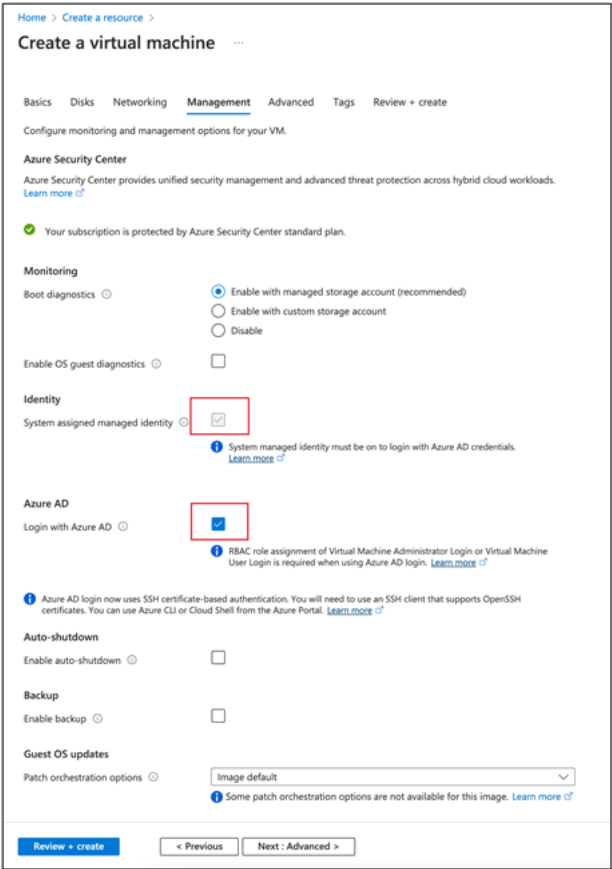 Home > Create a resource >
Create a virtual machine ...
Basics Disks Networking Management Advanced Tags Review + create
Configure monitoring and management options for your VM.
Azure Security Center
Azure Security Center provides unified security management and advanced threat protection across hybrid cloud workloads.
Learn more
Your subscription is protected by Azure Security Center standard plan.
Monitoring
Boot diagnostics
Enable with managed storage account (recommended)
Enable with custom storage account
Disable
Enable OS guest diagnostics
Identity
System assigned managed identity
System managed identity must be on to login with Azure AD credentials.
Learn more
Azure AD
Login with Azure AD
RBAC role assignment of Virtual Machine Administrator Login or Virtual Machine
User Login is required when using Azure AD login. Learn more
Azure AD login now uses SSH certificate-based authentication. You will need to use an SSH client that supports OpenSSH
certificates. You can use Azure CLI or Cloud Shell from the Azure Portal. Learn more
Auto-shutdown
Enable auto-shutdown
Backup
Enable backup
Guest OS updates
Patch orchestration options
Image default
Some patch orchestration options are not available for this image. Learn more
Review + create
< Previous
Next : Advanced >